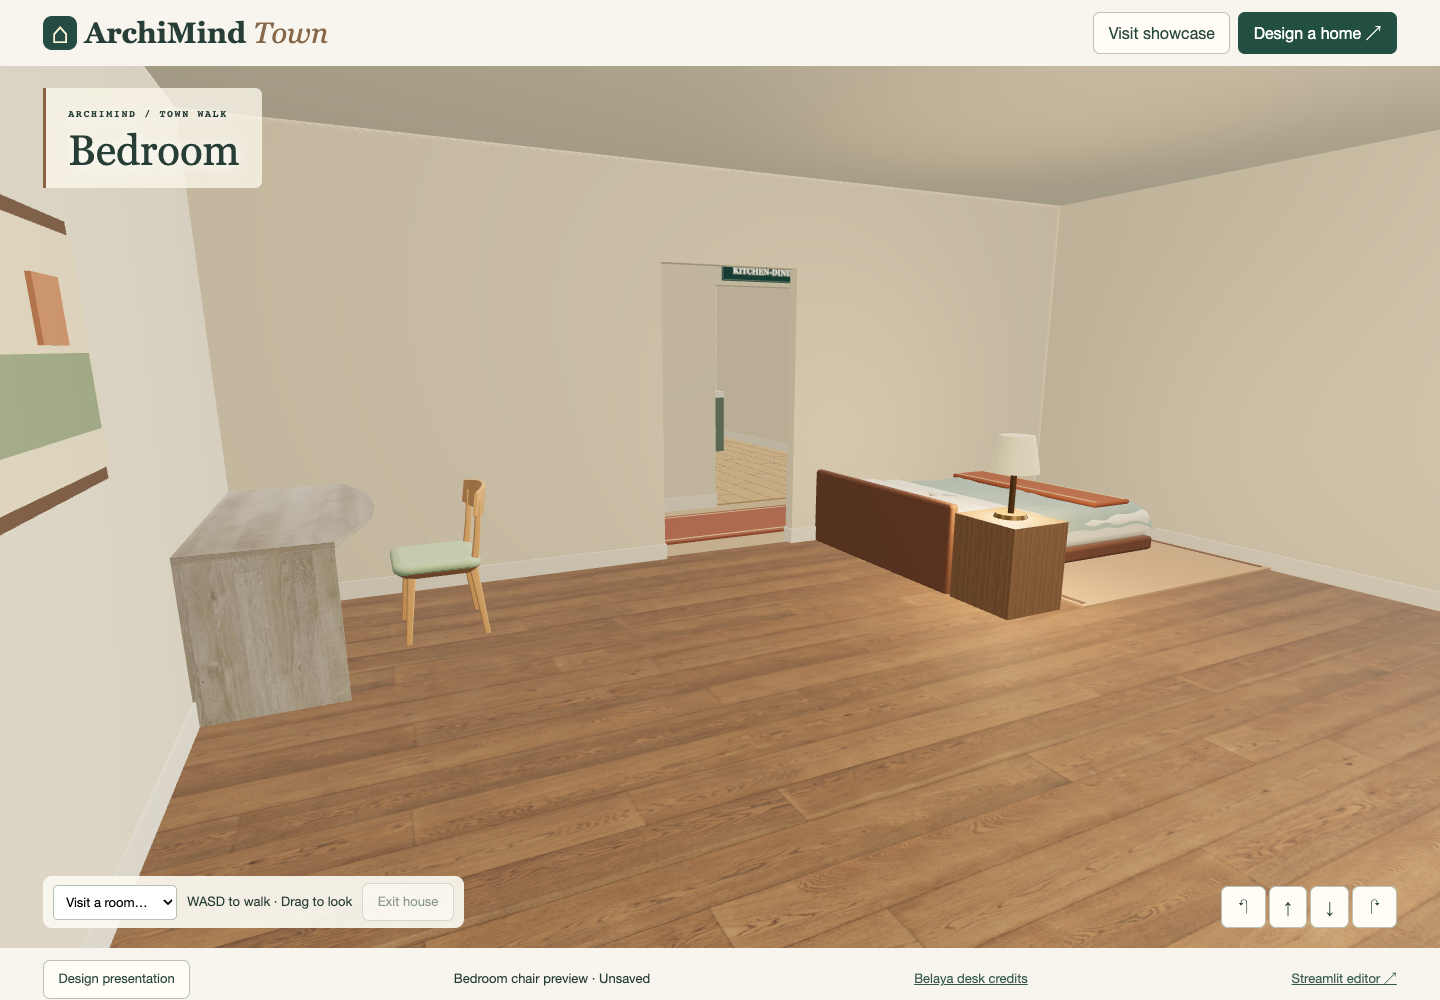 ArchiMind Town
Visit showcase
Design a home ↗
ARCHIMIND / TOWN WALK
Bedroom
KITCHEN-DINI
Visit a room...
WASD to walk · Drag to look
Exit house
Design presentation
Bedroom chair preview · Unsaved
Belaya desk credits
Streamlit editor ↗